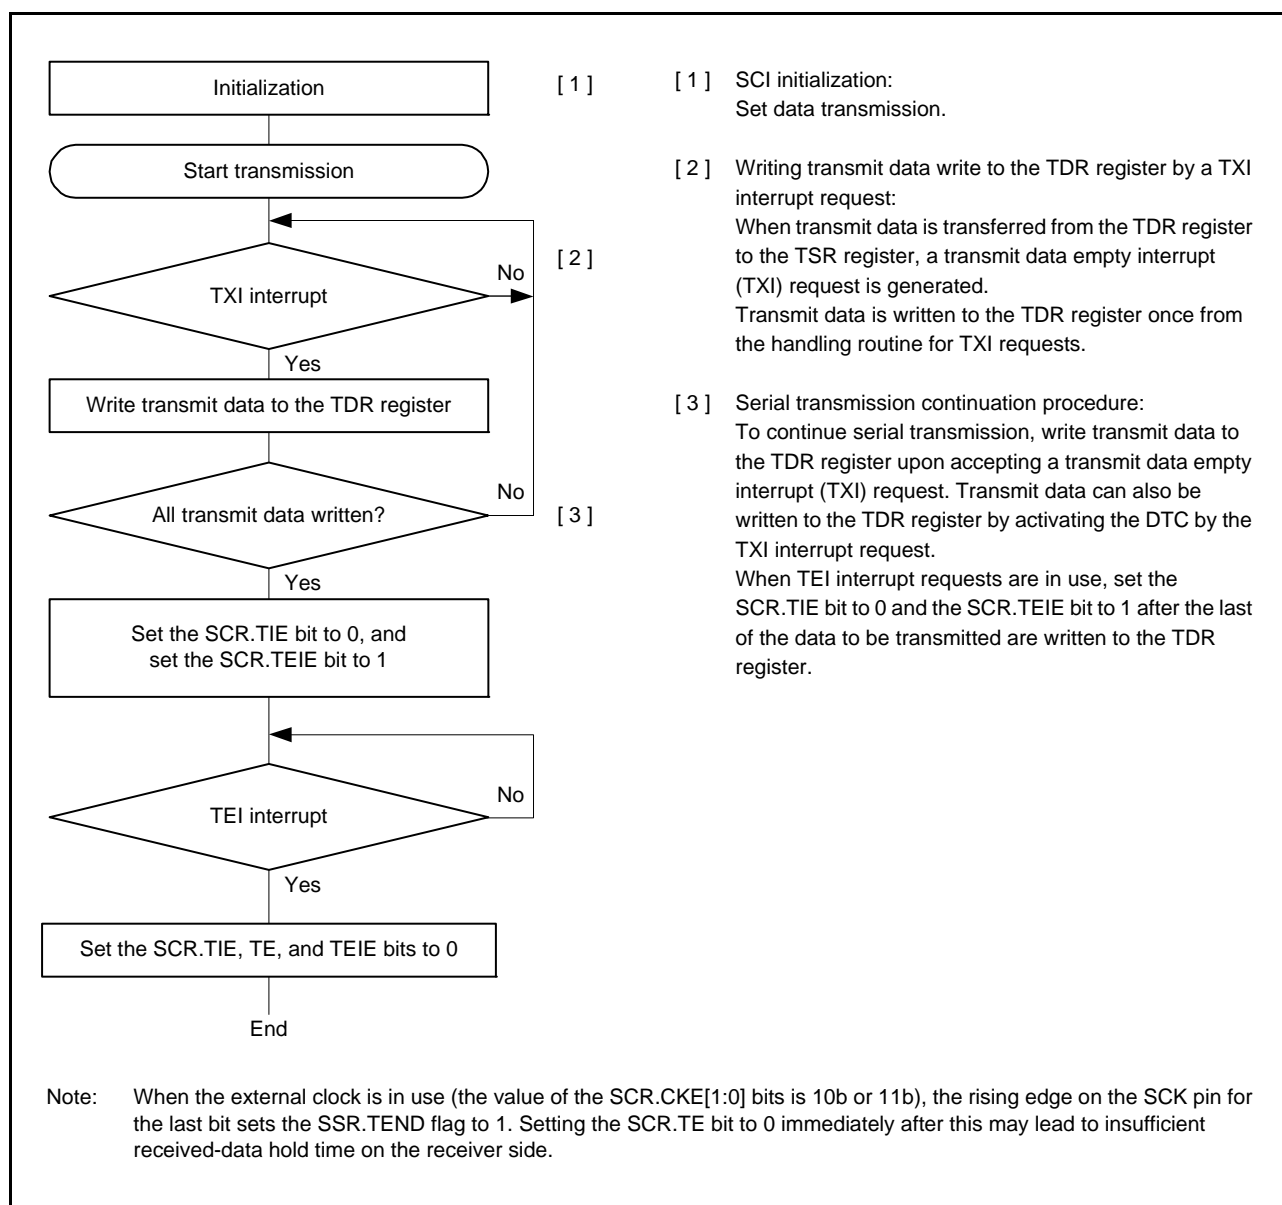 Initialization
[ 1 ]
Start transmission
TXI interrupt
No
[ 2 ]
Yes
Write transmit data to the TDR register
All transmit data written?
No
[ 3 ]
Yes
Set the SCR.TIE bit to 0, and
set the SCR.TEIE bit to 1
TEI interrupt
No
Yes
Set the SCR.TIE, TE, and TEIE bits to 0
End
[ 1 ] SCI initialization:
Set data transmission.
[ 2 ] Writing transmit data write to the TDR register by a TXI
interrupt request:
When transmit data is transferred from the TDR register
to the TSR register, a transmit data empty interrupt
(TXI) request is generated.
Transmit data is written to the TDR register once from
the handling routine for TXI requests.
[ 3 ] Serial transmission continuation procedure:
To continue serial transmission, write transmit data to
the TDR register upon accepting a transmit data empty
interrupt (TXI) request. Transmit data can also be
written to the TDR register by activating the DTC by the
TXI interrupt request.
When TEI interrupt requests are in use, set the
SCR.TIE bit to 0 and the SCR.TEIE bit to 1 after the last
of the data to be transmitted are written to the TDR
register.
Note: When the external clock is in use (the value of the SCR.CKE[1:0] bits is 10b or 11b), the rising edge on the SCK pin for
the last bit sets the SSR.TEND flag to 1. Setting the SCR.TE bit to 0 immediately after this may lead to insufficient
received-data hold time on the receiver side.